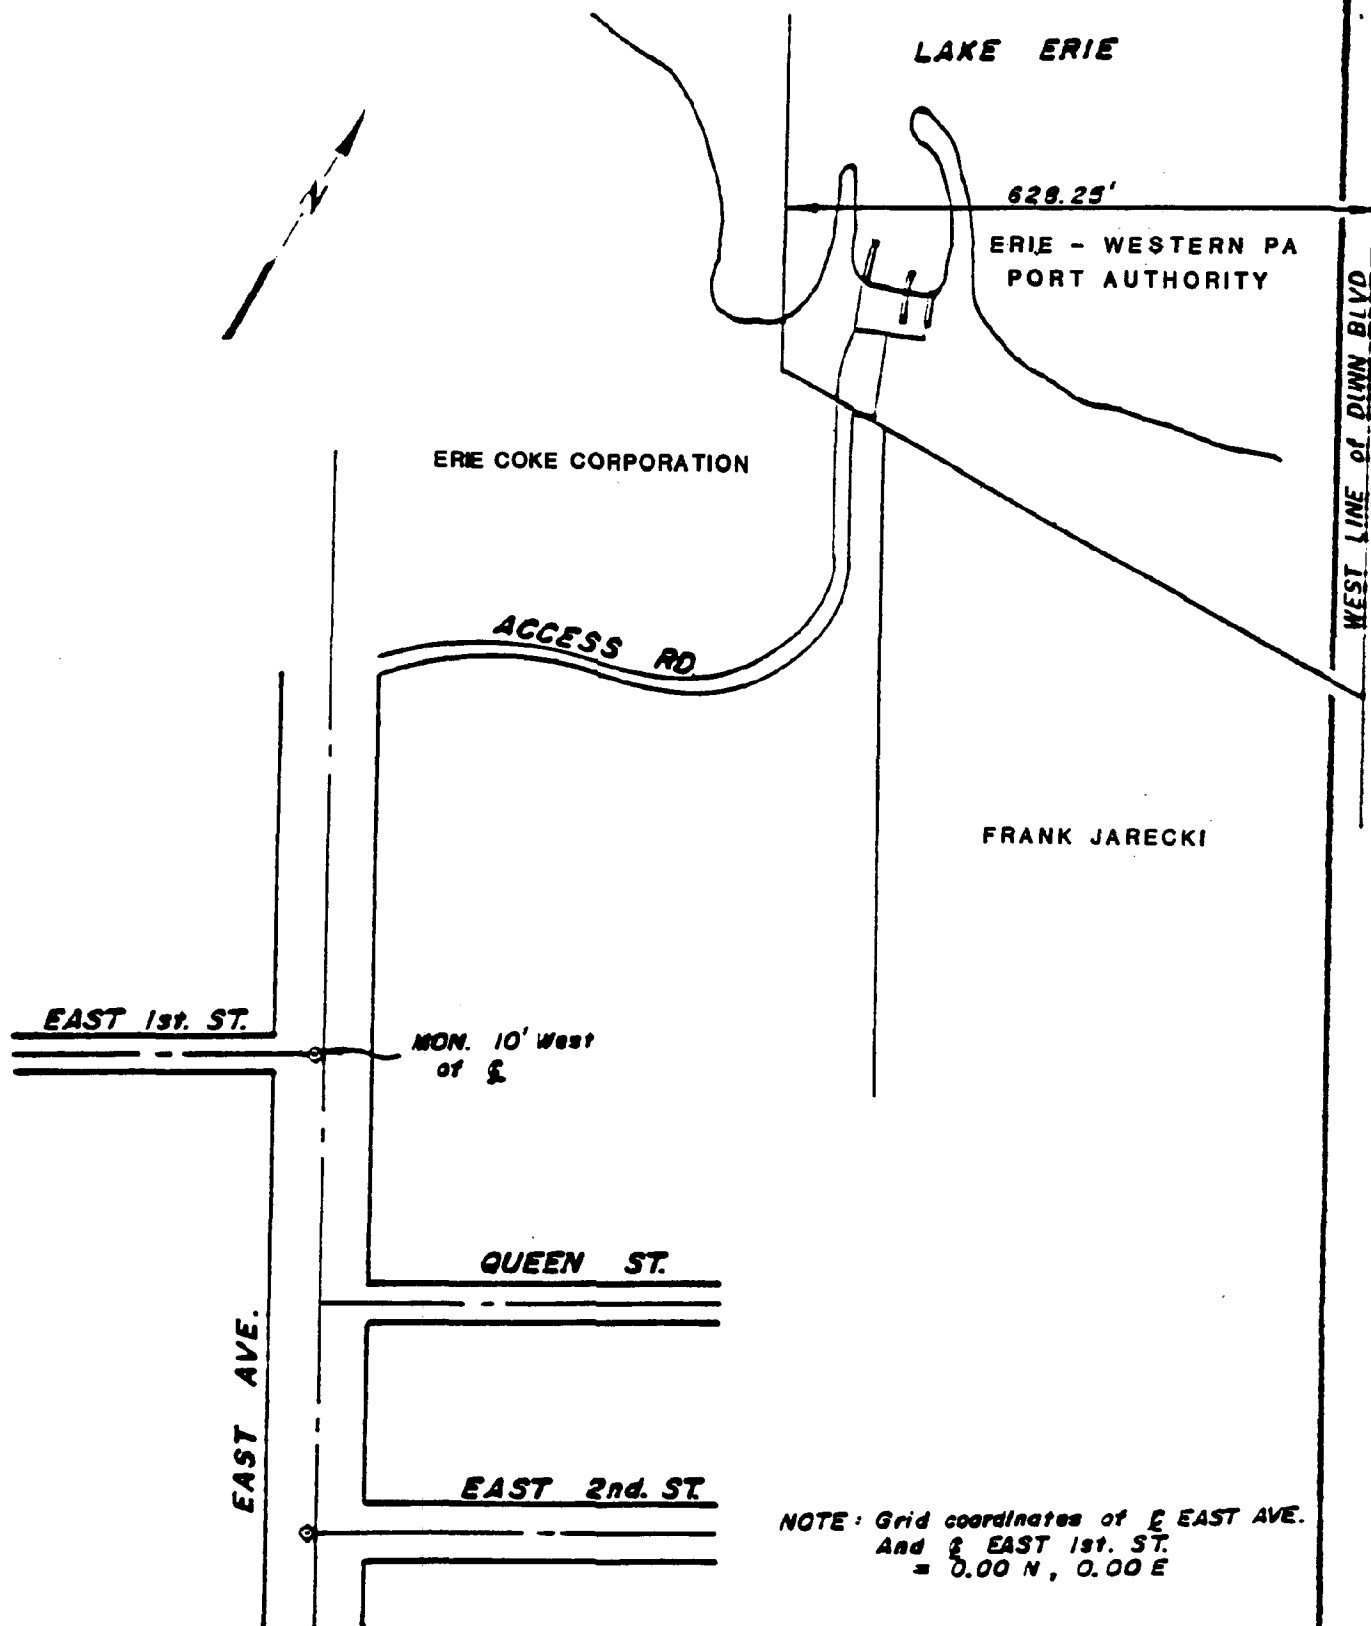 LAKE ERIE
N
628.25'
ERIE - WESTERN PA
PORT AUTHORITY
WEST LINE of DUNN BLVD
ERIE COKE CORPORATION
ACCESS RD.
FRANK JARECKI
EAST 1st. ST.
MON. 10' West
of ℄
QUEEN ST.
EAST AVE.
EAST 2nd. ST.
NOTE: Grid coordinates of ℄ EAST AVE.
And ℄ EAST 1st. ST.
= 0.00 N, 0.00 E